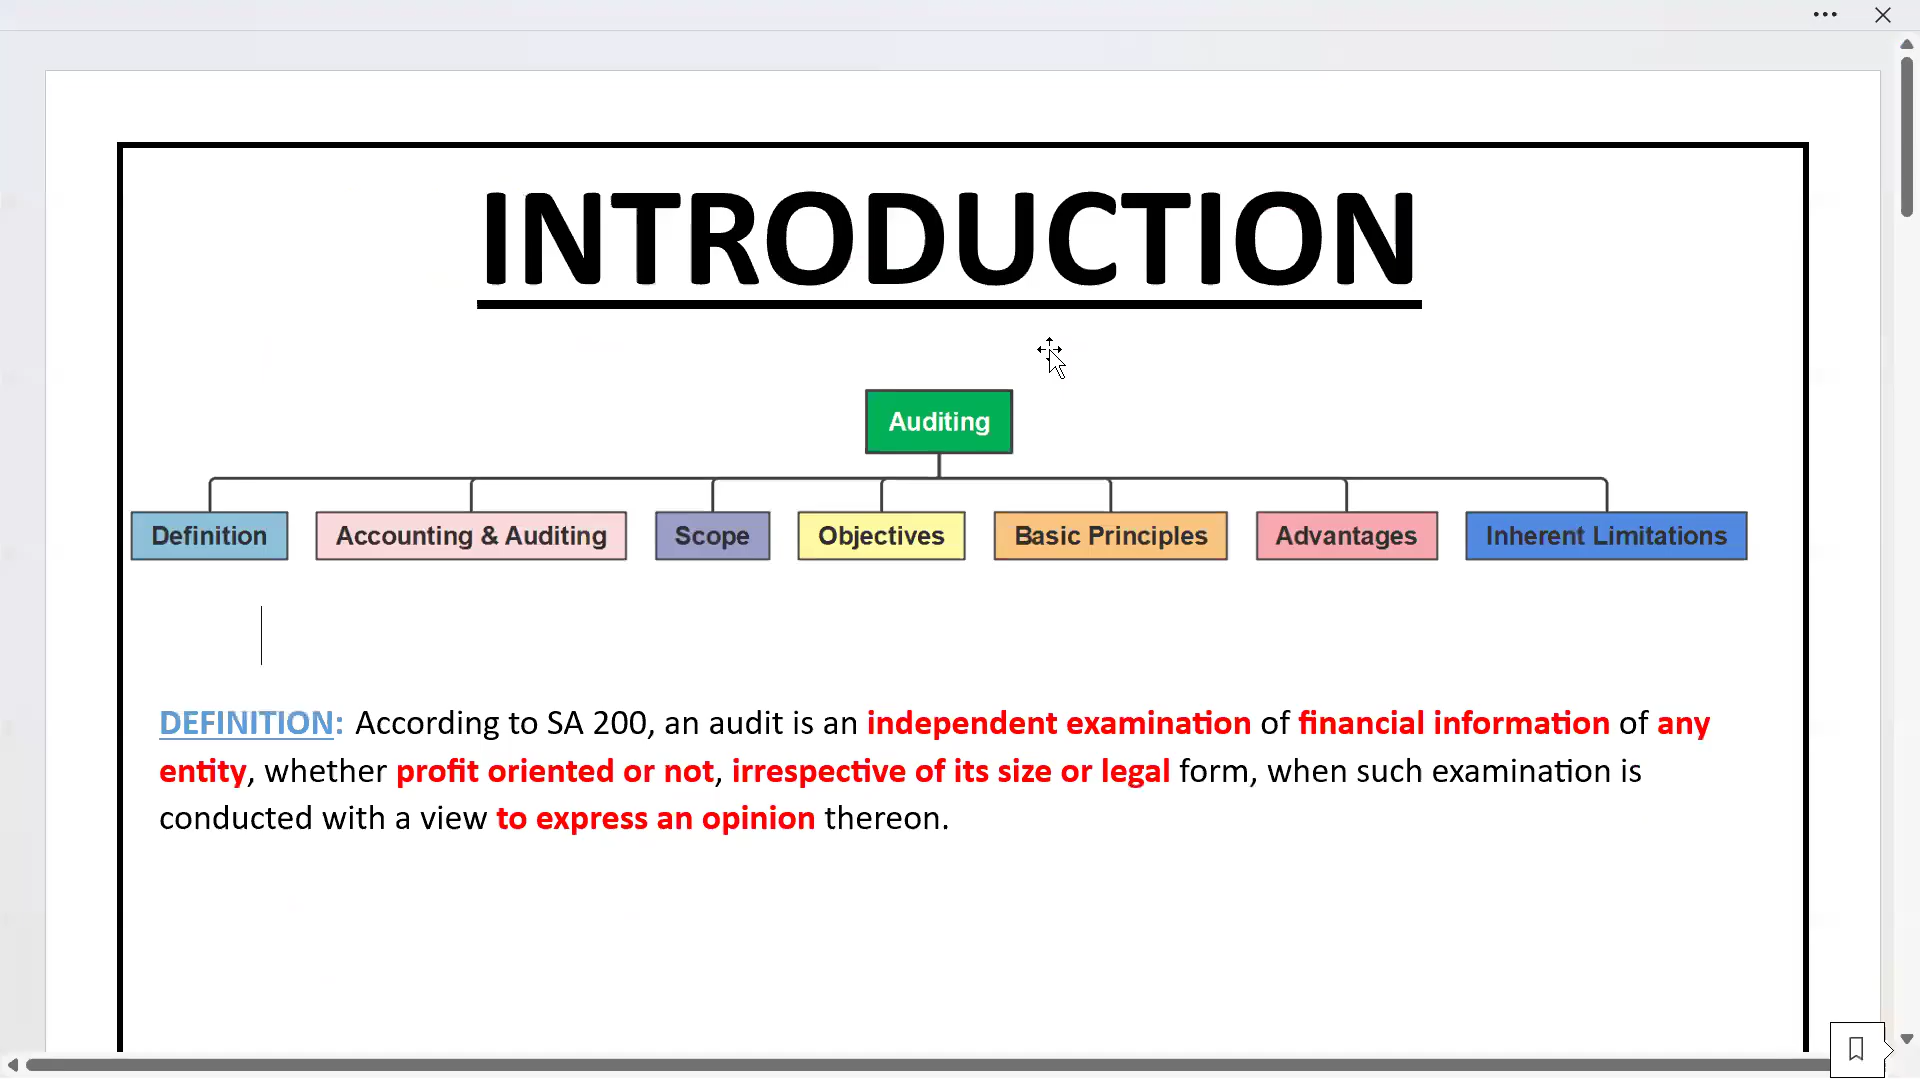 INTRODUCTION
Auditing
Definition
Accounting & Auditing
Scope
Objectives
Basic Principles
Advantages
Inherent Limitations
DEFINITION: According to SA 200, an audit is an independent examination of financial information of any
entity, whether profit oriented or not, irrespective of its size or legal form, when such examination is
conducted with a view to express an opinion thereon.